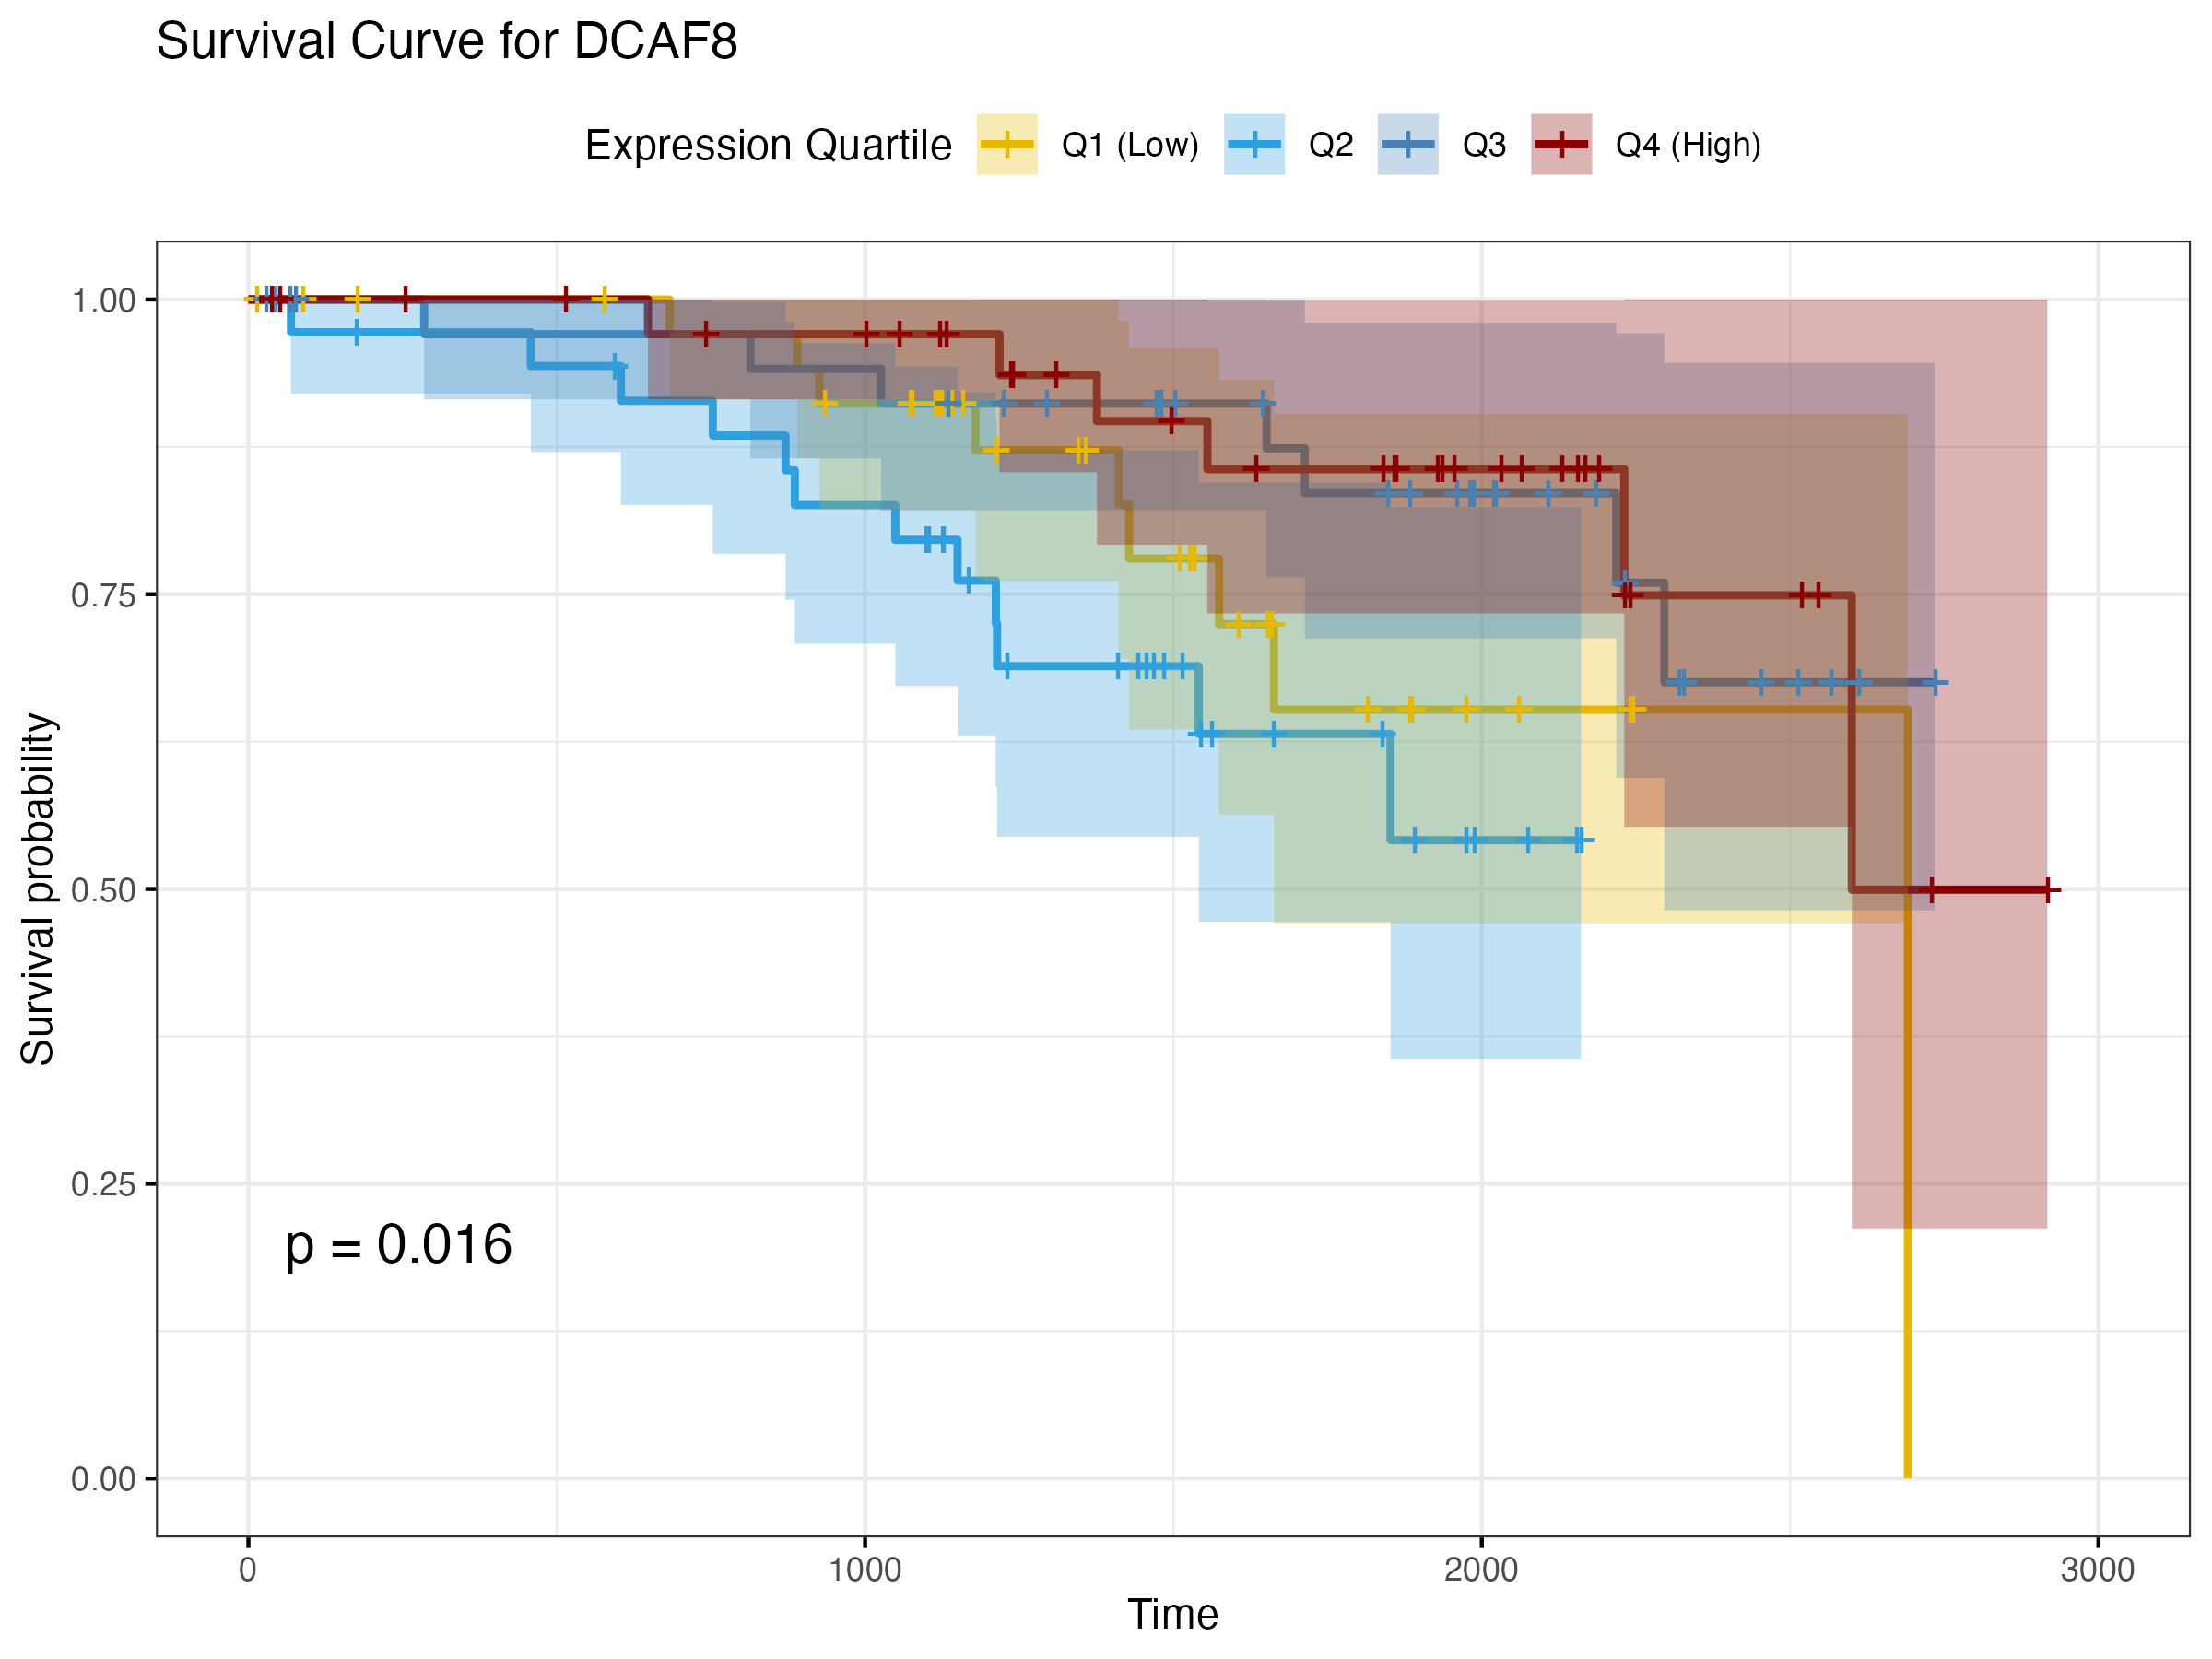 Survival Curve for DCAF8
Expression Quartile Q1 (Low) Q2 Q3 Q4 (High)
1.00
0.75
0.50
0.25
0.00
Survival probability
p = 0.016
0 1000 2000 3000
Time